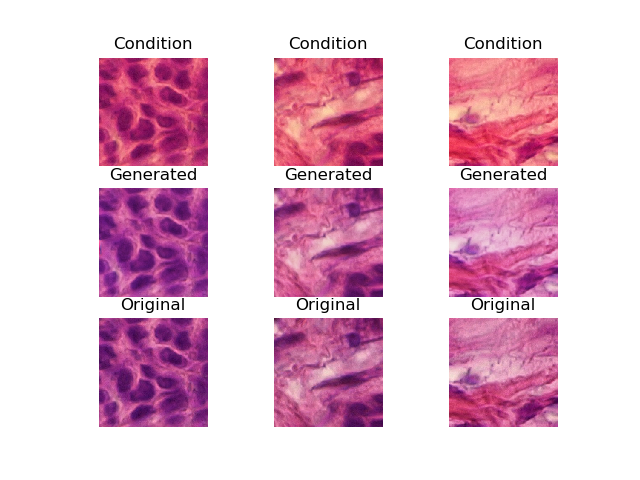 Condition Condition Condition
Generated Generated Generated
Original Original Original